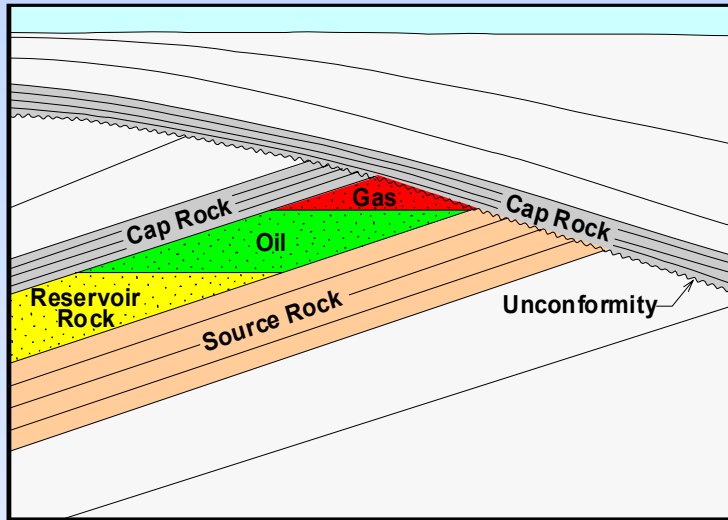 Gas
Cap Rock
Cap Rock
Oil
Reservoir
Rock
Source Rock
Unconformity